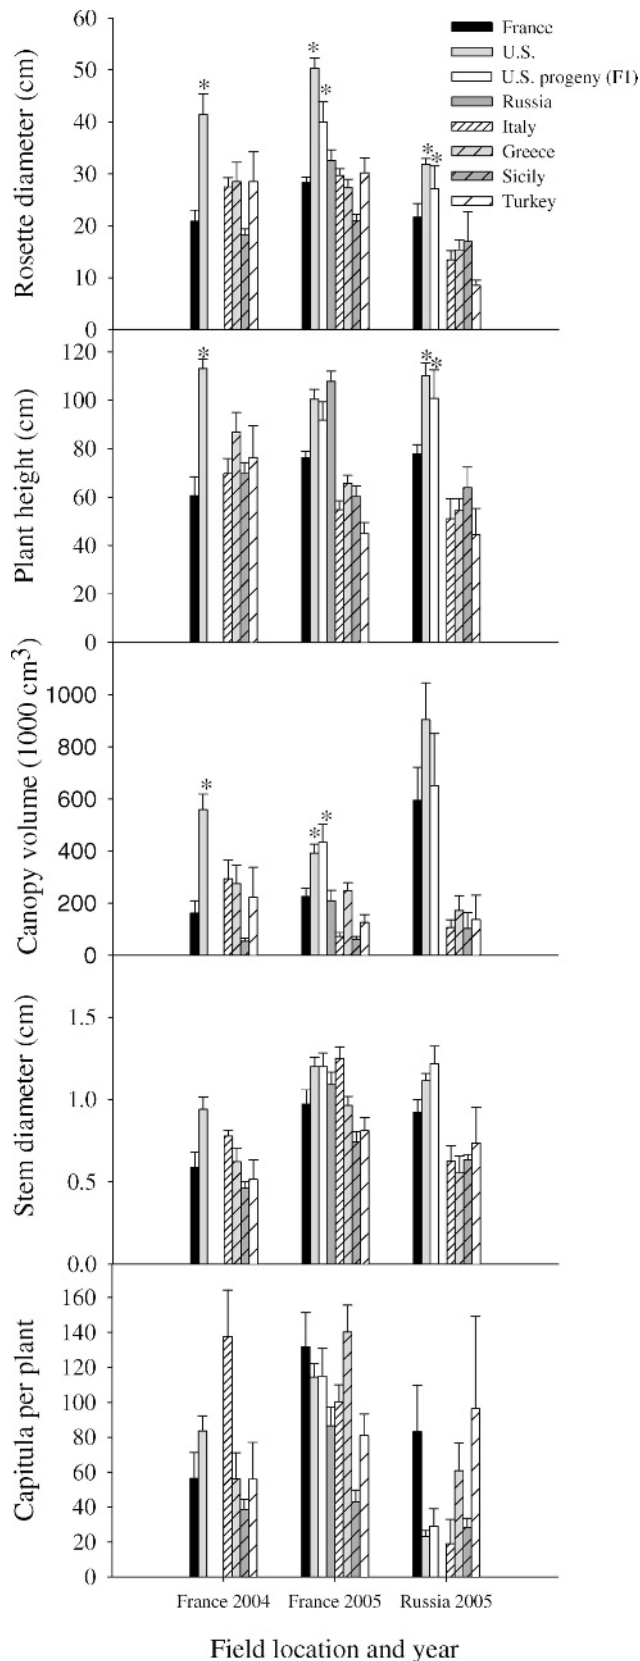 France
U.S.
U.S. progeny (F1)
Russia
Italy
Greece
Sicily
Turkey
Rosette diameter (cm)
60
50
40
30
20
10
0
* * * * *
Plant height (cm)
120
100
80
60
40
20
0
* * *
Canopy volume (1000 cm³)
1000
800
600
400
200
0
* * *
Stem diameter (cm)
1.5
1.0
0.5
0.0
Capitula per plant
160
140
120
100
80
60
40
20
0
France 2004 France 2005 Russia 2005
Field location and year